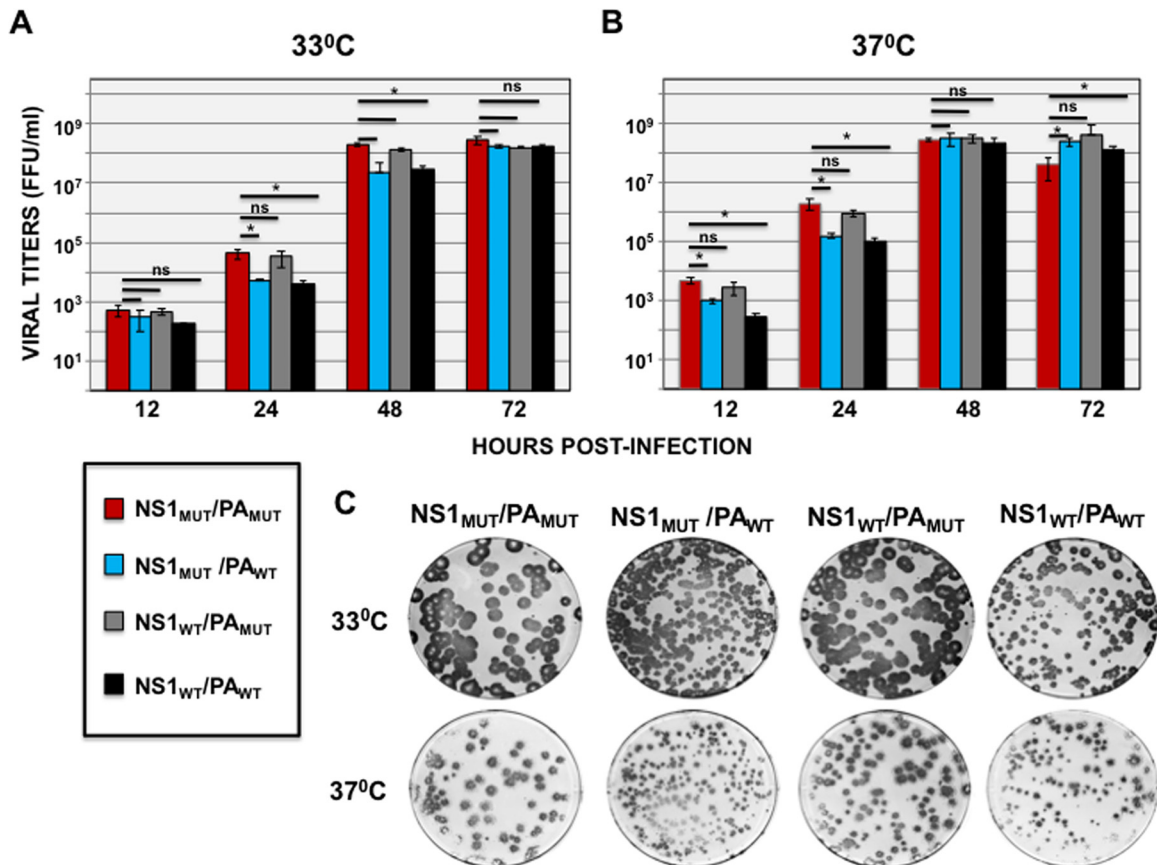 A
33⁰C
VIRAL TITERS (FFU/ml)
10⁹
10⁷
10⁵
10³
10¹
ns
*
ns
*
*
ns
12
24
48
72
B
37⁰C
10⁹
10⁷
10⁵
10³
10¹
*
ns
*
*
ns
*
ns
*
ns
*
12
24
48
72
HOURS POST-INFECTION
NS1MUT/PAMUT
NS1MUT /PAWT
NS1WT/PAMUT
NS1WT/PAWT
C
NS1MUT/PAMUT
NS1MUT /PAWT
NS1WT/PAMUT
NS1WT/PAWT
33⁰C
37⁰C